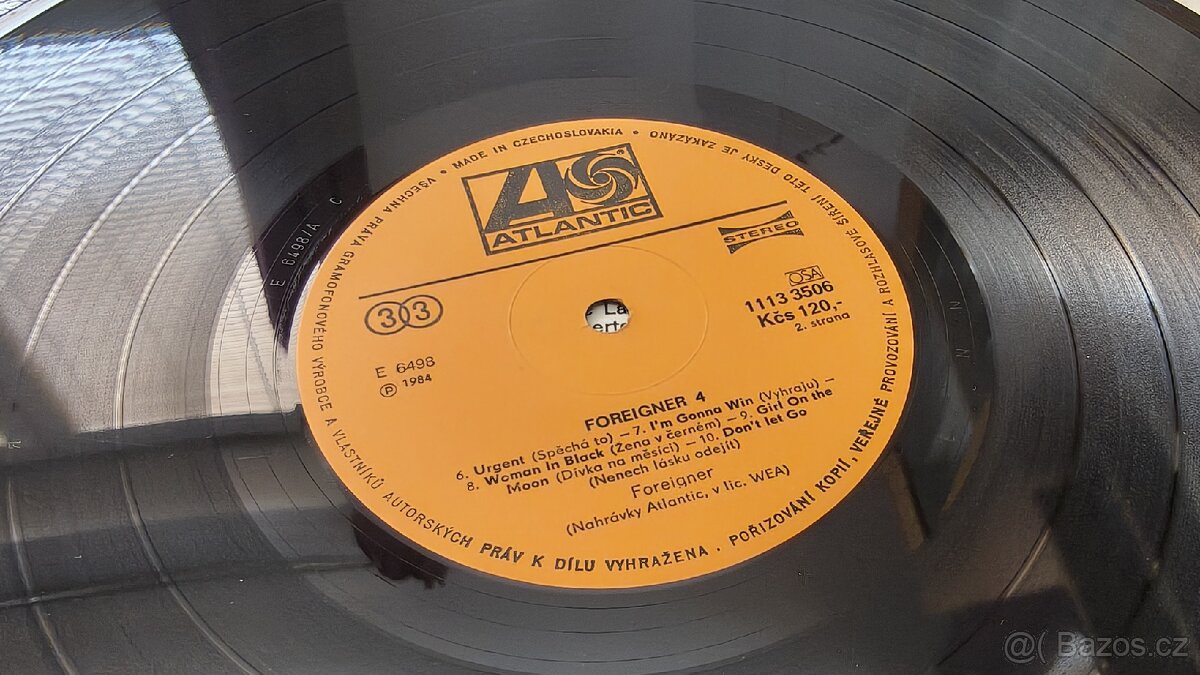 VŠECHNA PRÁVA GRAMOFONOVÉHO VÝROBCE A VLASTNÍKŮ AUTORSKÝCH PRÁV K DÍLU VYHRAŽENA • POŘIZOVÁNÍ KOPIÍ, VEŘEJNÉ PROVOZOVÁNÍ A ROZHLASOVÉ ŠÍŘENÍ TÉTO DESKY JE ZAKÁZÁNO • MADE IN CZECHOSLOVAKIA •
ATLANTIC®
STEREO
33
OSA
1113 3506
Kčs 120,-
2. strana
E 6498
Ⓟ 1984
FOREIGNER 4
6. Urgent (Spěchá to) – 7. I'm Gonna Win (Vyhraju) –
8. Woman In Black (Žena v černém) – 9. Girl On the
Moon (Dívka na měsíci) – 10. Don't let Go
(Nenech lásku odejít)
Foreigner
(Nahrávky Atlantic, v lic. WEA)
E 6498/A C
@( Bazos.cz